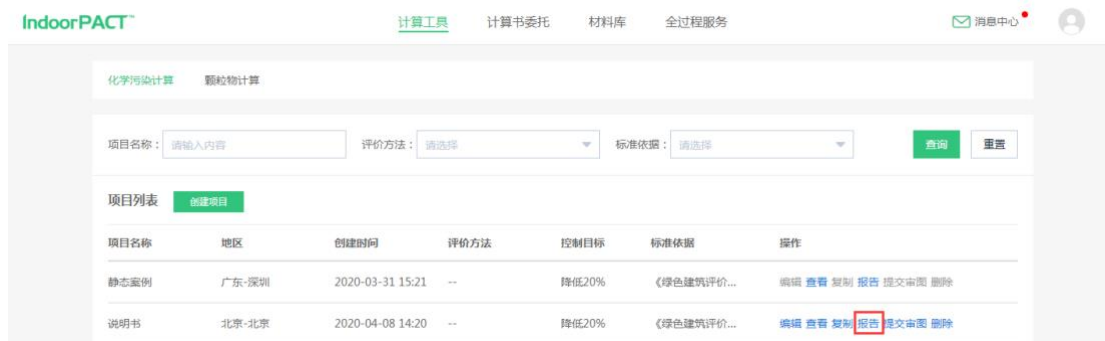 IndoorPACT™ 计算工具 计算书委托 材料库 全过程服务 消息中心
化学污染计算 颗粒物计算
项目名称： 请输入内容 评价方法： 请选择 标准依据： 请选择 查询 重置
项目列表 创建项目
项目名称 地区 创建时间 评价方法 控制目标 标准依据 操作
静态案例 广东-深圳 2020-03-31 15:21 -- 降低20% 《绿色建筑评价... 编辑 查看 复制 报告 提交审图 删除
说明书 北京-北京 2020-04-08 14:20 -- 降低20% 《绿色建筑评价... 编辑 查看 复制 报告 提交审图 删除